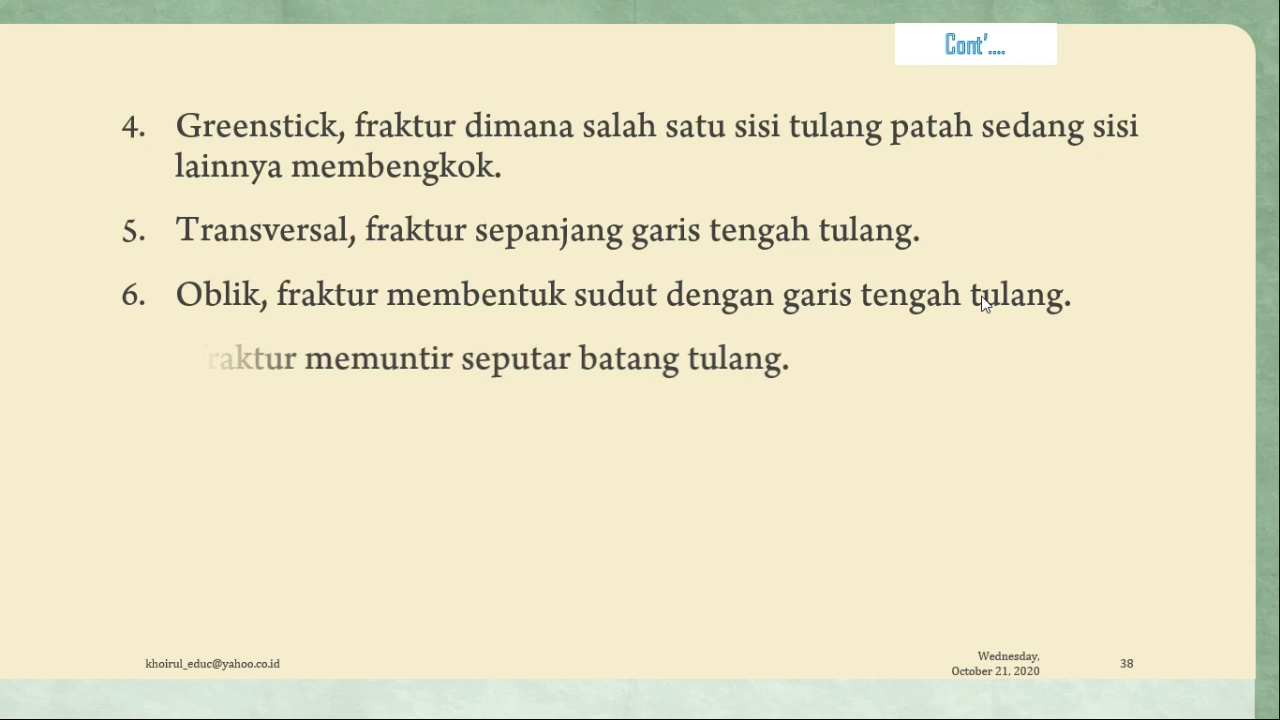 Cont'....
4. Greenstick, fraktur dimana salah satu sisi tulang patah sedang sisi
lainnya membengkok.
5. Transversal, fraktur sepanjang garis tengah tulang.
6. Oblik, fraktur membentuk sudut dengan garis tengah tulang.
fraktur memuntir seputar batang tulang.
khoirul_educ@yahoo.co.id
Wednesday,
October 21, 2020
38